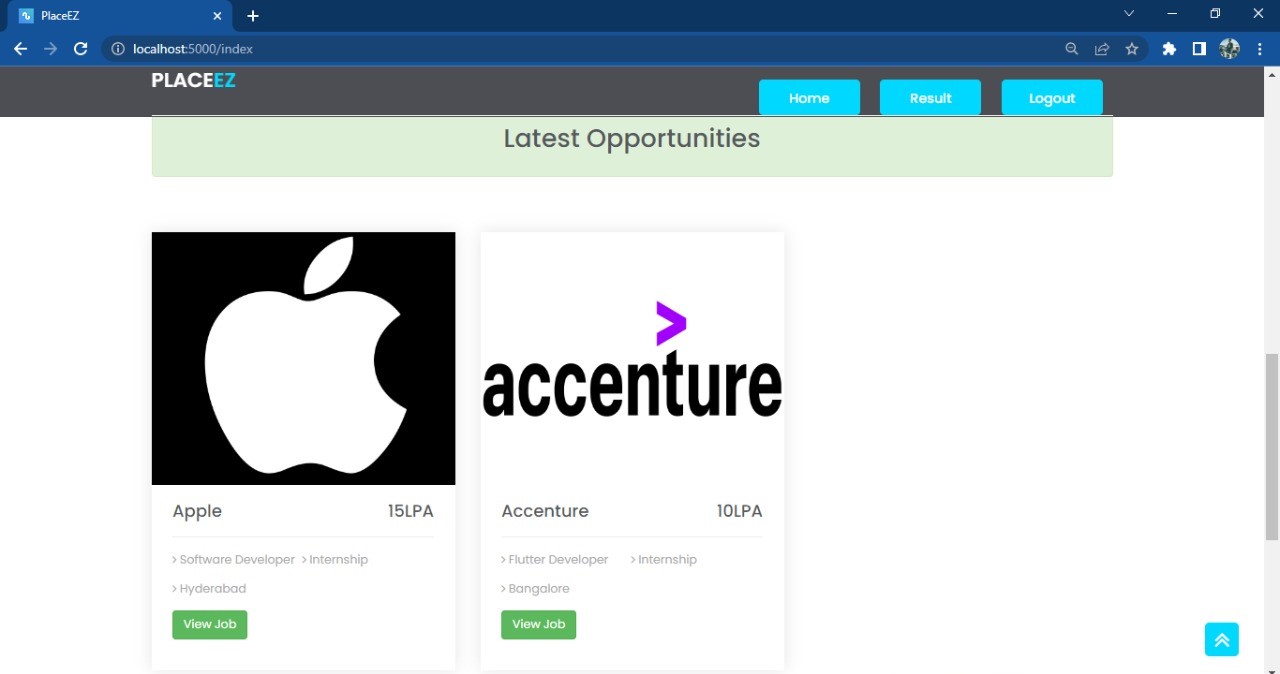 PlaceEZ
localhost:5000/index
PLACEEZ
Home Result Logout
Latest Opportunities
>
accenture
Apple 15LPA
> Software Developer > Internship
> Hyderabad
View Job
Accenture 10LPA
> Flutter Developer > Internship
> Bangalore
View Job